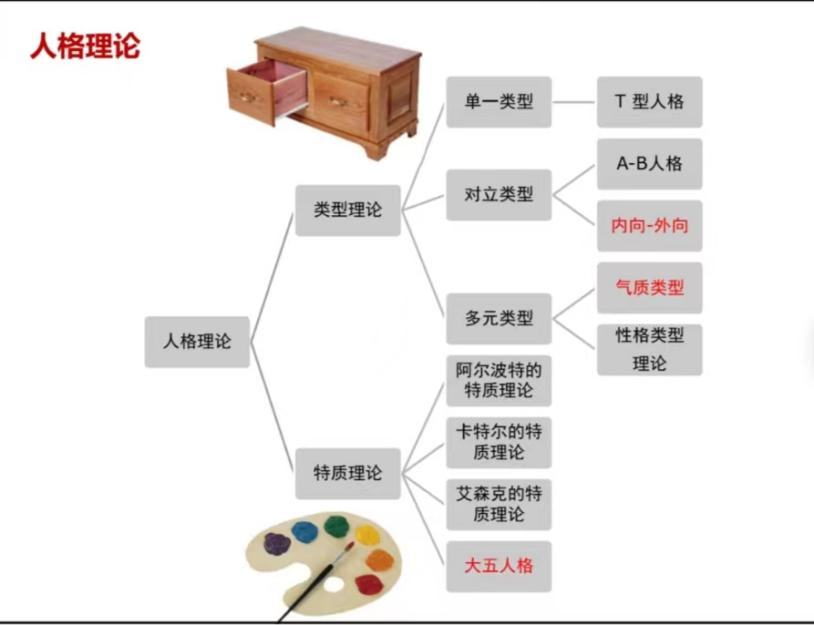 人格理论
单一类型
T 型人格
A-B人格
对立类型
类型理论
内向-外向
气质类型
多元类型
人格理论
性格类型
理论
阿尔波特的
特质理论
卡特尔的特
质理论
特质理论
艾森克的特
质理论
大五人格